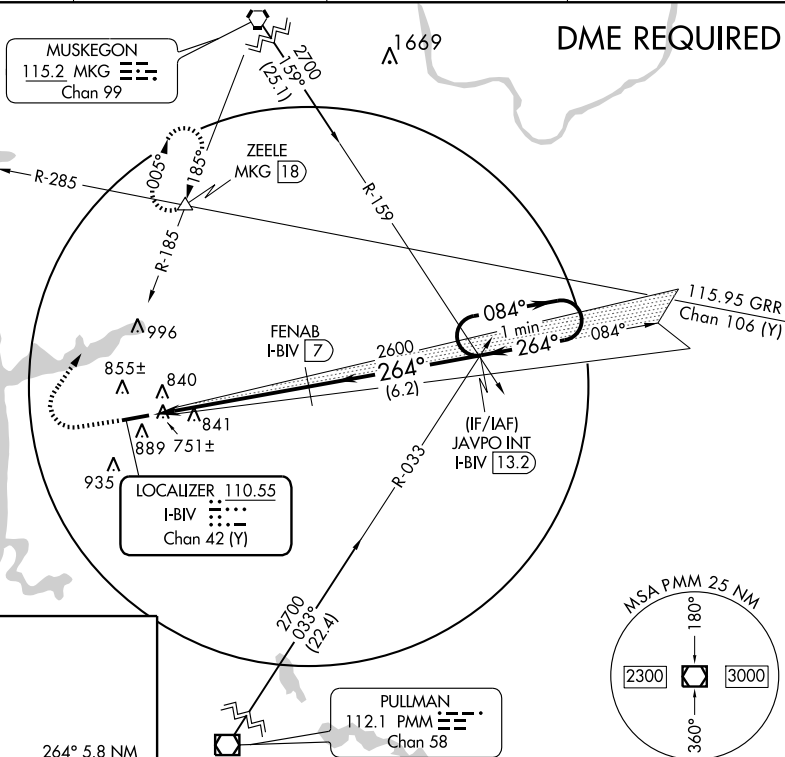 DME REQUIRED
MUSKEGON
115.2 MKG
Chan 99
1669
2700
159°
(25.1)
ZEELE
MKG 18
005°
185°
R-285
R-185
R-159
115.95 GRR
Chan 106 (Y)
084°
1 min
264°
084°
996
FENAB
I-BIV 7
2600
264°
(6.2)
855±
840
841
889
751±
935
(IF/IAF)
JAVPO INT
I-BIV 13.2
R-033
LOCALIZER 110.55
I-BIV
Chan 42 (Y)
2700
033°
(22.4)
MSA PMM 25 NM
180°
2300
3000
360°
PULLMAN
112.1 PMM
Chan 58
264° 5.8 NM